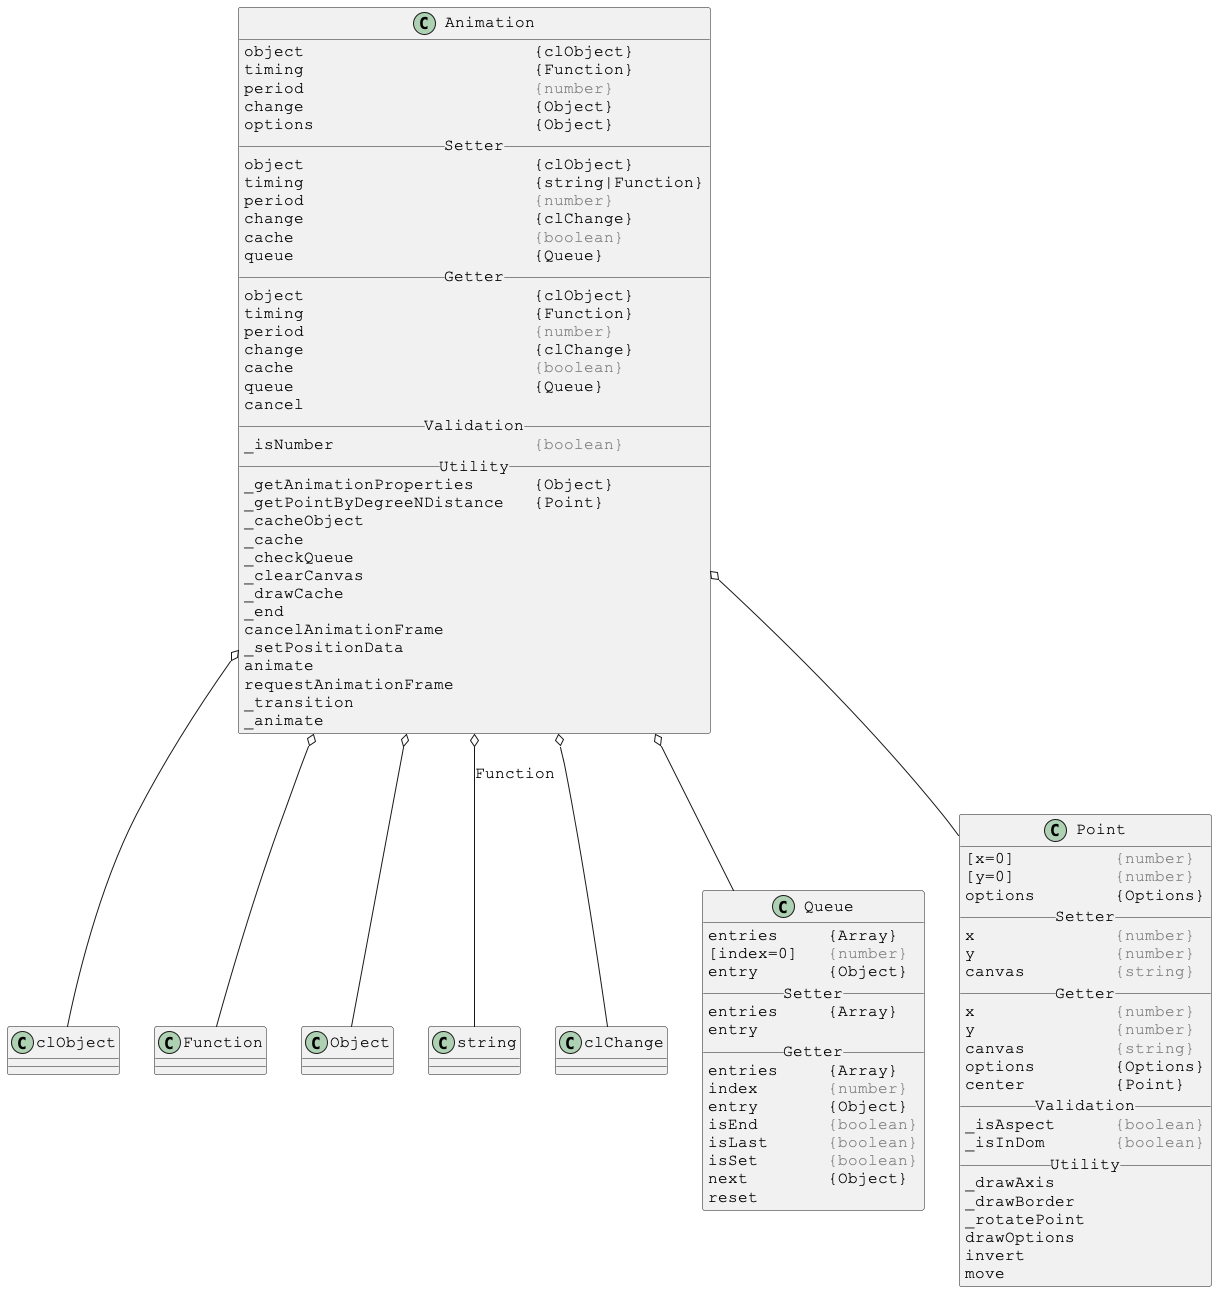 C Animation
object {clObject}
timing {Function}
period {number}
change {Object}
options {Object}
Setter
object {clObject}
timing {string|Function}
period {number}
change {clChange}
cache {boolean}
queue {Queue}
Getter
object {clObject}
timing {Function}
period {number}
change {clChange}
cache {boolean}
queue {Queue}
cancel
Validation
_isNumber {boolean}
Utility
_getAnimationProperties {Object}
_getPointByDegreeNDistance {Point}
_cacheObject
_cache
_checkQueue
_clearCanvas
_drawCache
_end
cancelAnimationFrame
_setPositionData
animate
requestAnimationFrame
_transition
_animate
Function
C clObject
C Function
C Object
C string
C clChange
C Queue
entries {Array}
[index=0] {number}
entry {Object}
Setter
entries {Array}
entry
Getter
entries {Array}
index {number}
entry {Object}
isEnd {boolean}
isLast {boolean}
isSet {boolean}
next {Object}
reset
C Point
[x=0] {number}
[y=0] {number}
options {Options}
Setter
x {number}
y {number}
canvas {string}
Getter
x {number}
y {number}
canvas {string}
options {Options}
center {Point}
Validation
_isAspect {boolean}
_isInDom {boolean}
Utility
_drawAxis
_drawBorder
_rotatePoint
drawOptions
invert
move